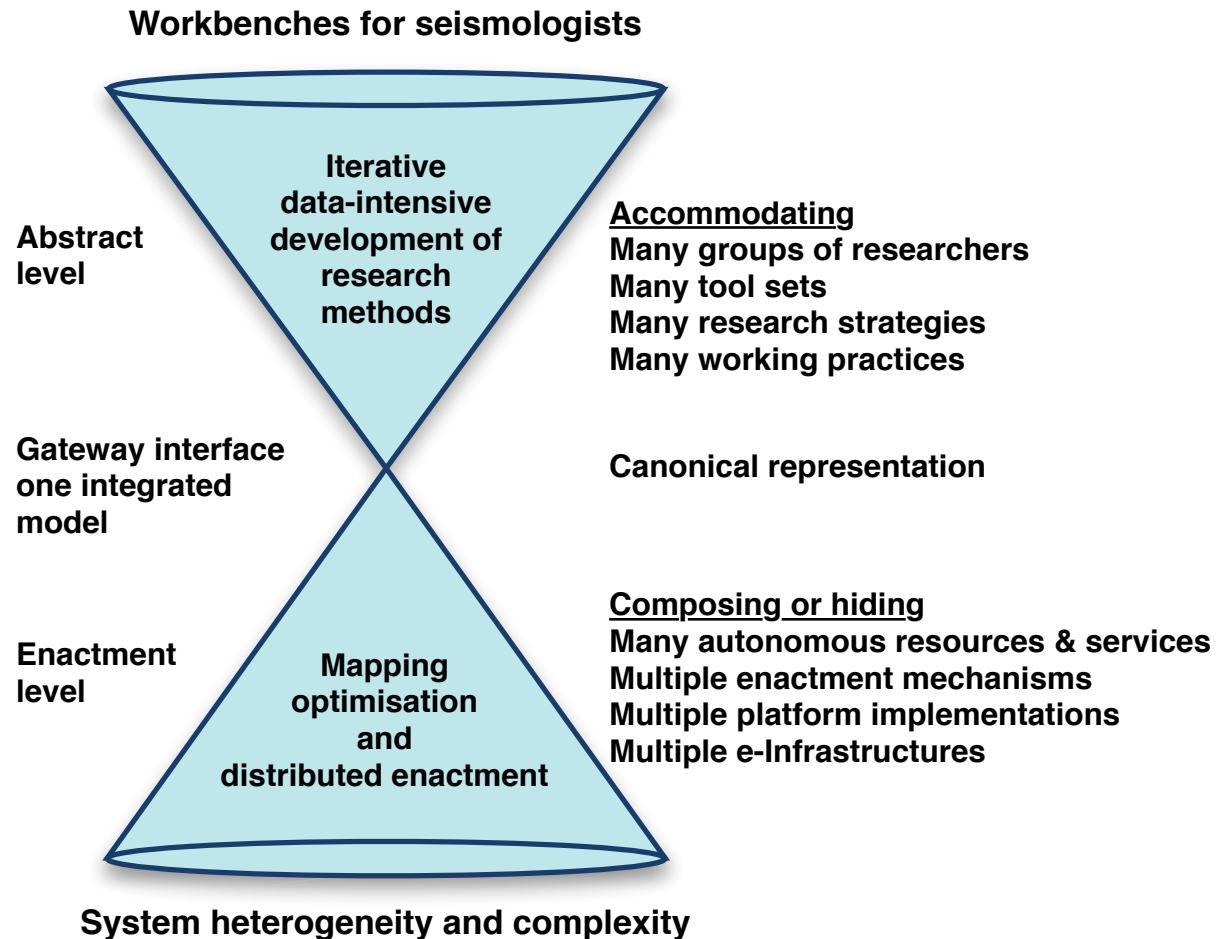 Workbenches for seismologists
Iterative
data-intensive
development of
research
methods
Abstract
level
Accommodating
Many groups of researchers
Many tool sets
Many research strategies
Many working practices
Gateway interface
one integrated
model
Canonical representation
Enactment
level
Mapping
optimisation
and
distributed enactment
Composing or hiding
Many autonomous resources & services
Multiple enactment mechanisms
Multiple platform implementations
Multiple e-Infrastructures
System heterogeneity and complexity